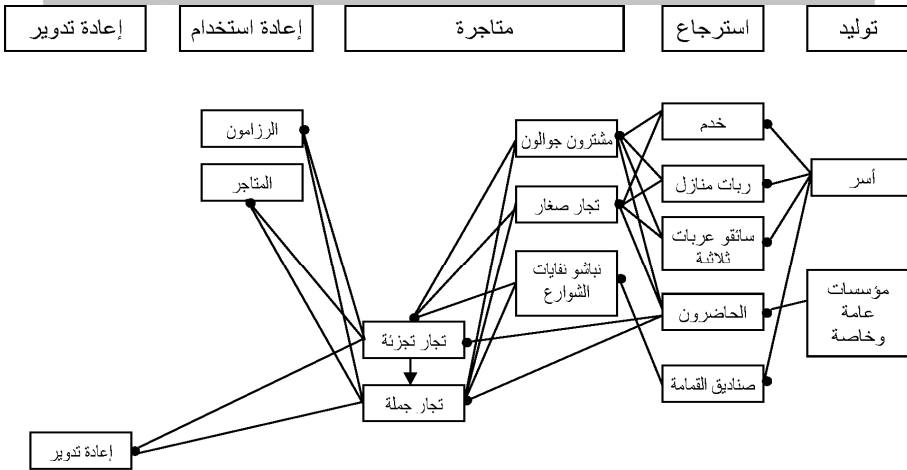 توليد
استرجاع
متاجرة
إعادة استخدام
إعادة تدوير
خدم
ربات منازل
سائقو عربات
ثلاثية
الحاضرون
صناديق القمامة
أسر
مؤسسات
عامة
وخاصة
مشترون جوالون
تجار صغار
نباشو نفايات
الشوارع
تجار تجزئة
تجار جملة
الرزامون
المتاجر
إعادة تدوير